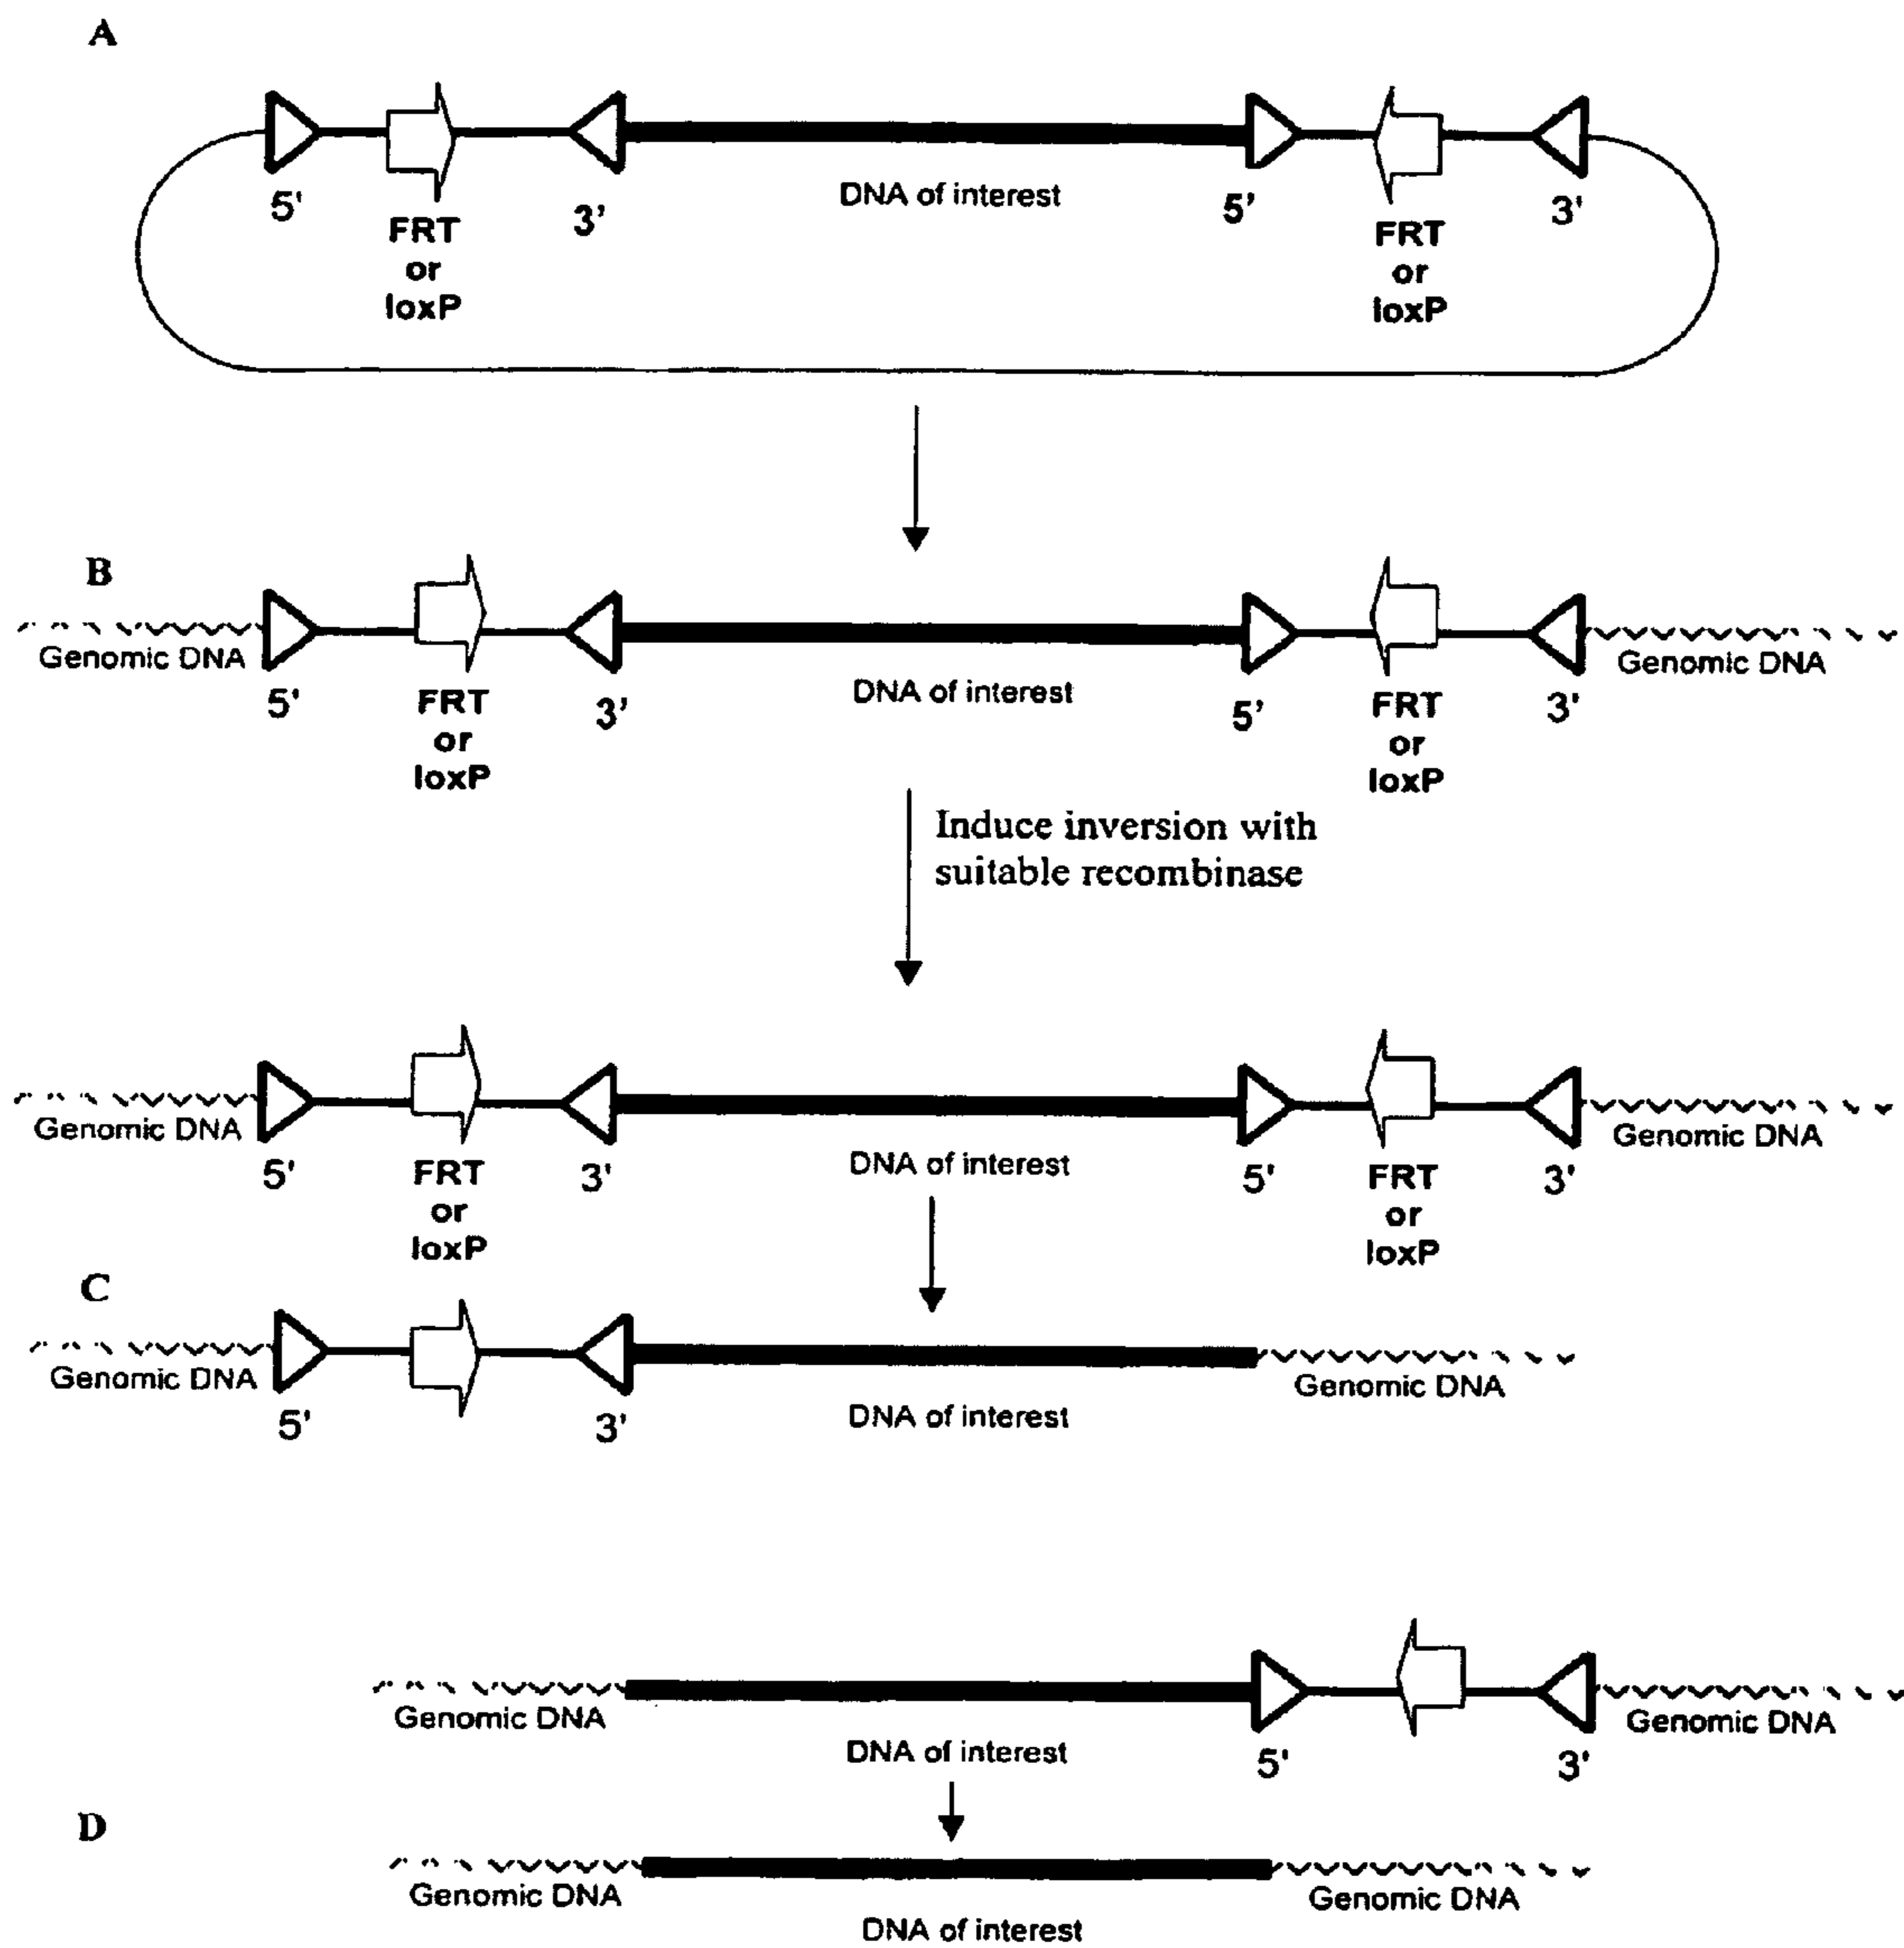 A
5' 3' DNA of interest 5' 3'
FRT FRT
or or
loxP loxP
B
Genomic DNA Genomic DNA
5' FRT 3' DNA of interest 5' FRT 3'
or or
loxP loxP
Induce inversion with
suitable recombinase
Genomic DNA Genomic DNA
5' FRT 3' DNA of interest 5' FRT 3'
or or
loxP loxP
C
Genomic DNA Genomic DNA
5' 3' DNA of interest
Genomic DNA Genomic DNA
DNA of interest 5' 3'
D
Genomic DNA Genomic DNA
DNA of interest